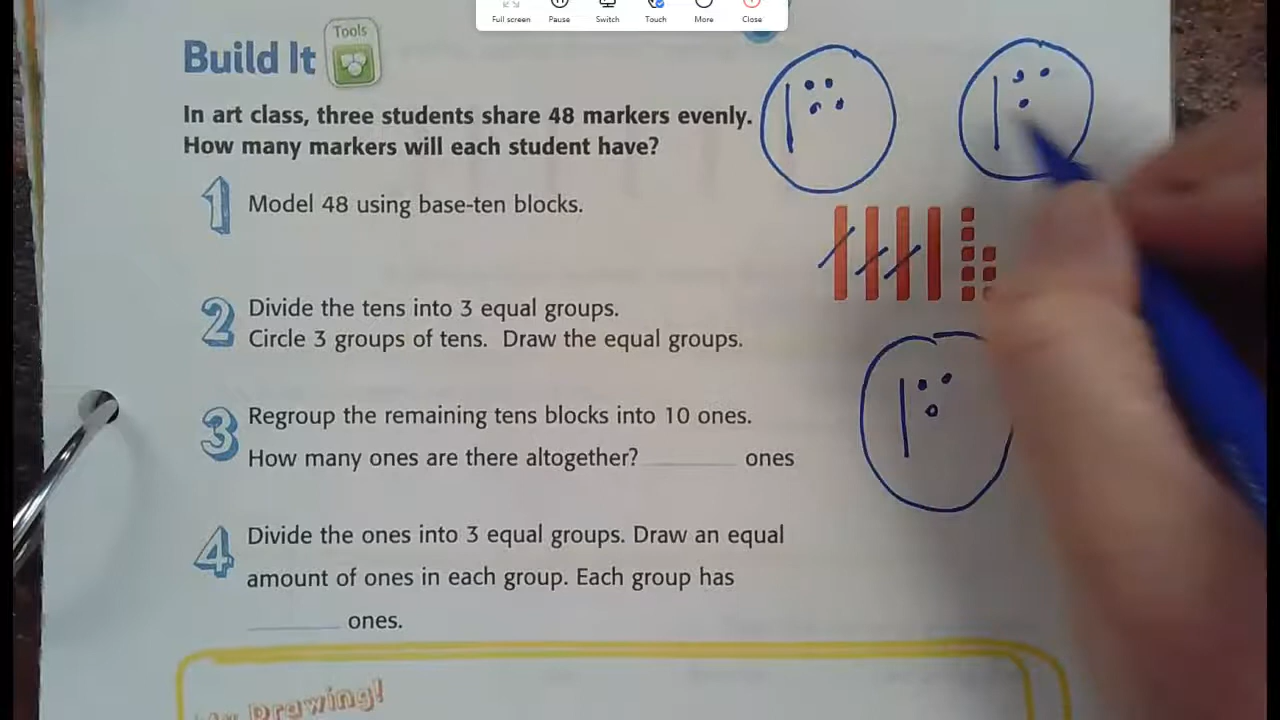 Full screen Pause Switch Touch More Close
Build It Tools
In art class, three students share 48 markers evenly.
How many markers will each student have?
1 Model 48 using base-ten blocks.
2 Divide the tens into 3 equal groups.
Circle 3 groups of tens. Draw the equal groups.
3 Regroup the remaining tens blocks into 10 ones.
How many ones are there altogether? ________ ones
4 Divide the ones into 3 equal groups. Draw an equal
amount of ones in each group. Each group has
________ ones.
My Drawing!